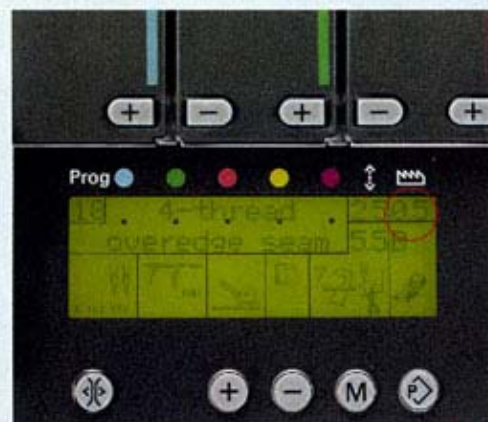 + − + − +
Prog
18 4-thread
overedge seam
+ − M P